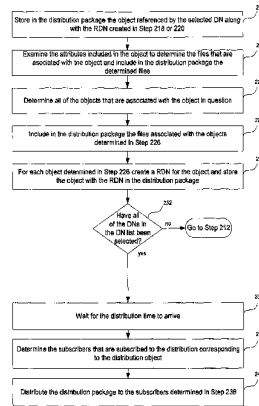 Store in the distribution package the object referenced by the selected DN along
with the RDN created in Step 218 or 220
Examine the attributes included in the object to determine the files that are
associated with the object and include in the distribution package the
determined files
Determine all of the objects that are associated with the object in question
Include in the distribution package the files associated with the objects
determined in Step 226
For each object determined in Step 226 create a RDN for the object and store
the object with the RDN in the distribution package
232
Have all
of the DNs in
the DN list been
selected?
no
Go to Step 212
yes
Wait for the distribution time to arrive
Determine the subscribers that are subscribed to the distribution corresponding
to the distribution object
Distribute the distribution package to the subscribers determined in Step 238